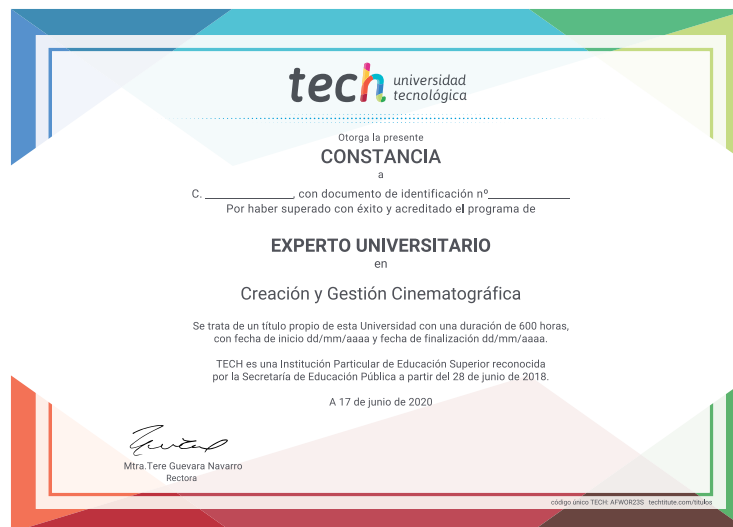 tech universidad
tecnológica
Otorga la presente
CONSTANCIA
a
C. ________________, con documento de identificación nº______________
Por haber superado con éxito y acreditado el programa de
EXPERTO UNIVERSITARIO
en
Creación y Gestión Cinematográfica
Se trata de un título propio de esta Universidad con una duración de 600 horas,
con fecha de inicio dd/mm/aaaa y fecha de finalización dd/mm/aaaa.
TECH es una Institución Particular de Educación Superior reconocida
por la Secretaría de Educación Pública a partir del 28 de junio de 2018.
A 17 de junio de 2020
Mtra.Tere Guevara Navarro
Rectora
código único TECH: AFWOR23S techtitute.com/titulos